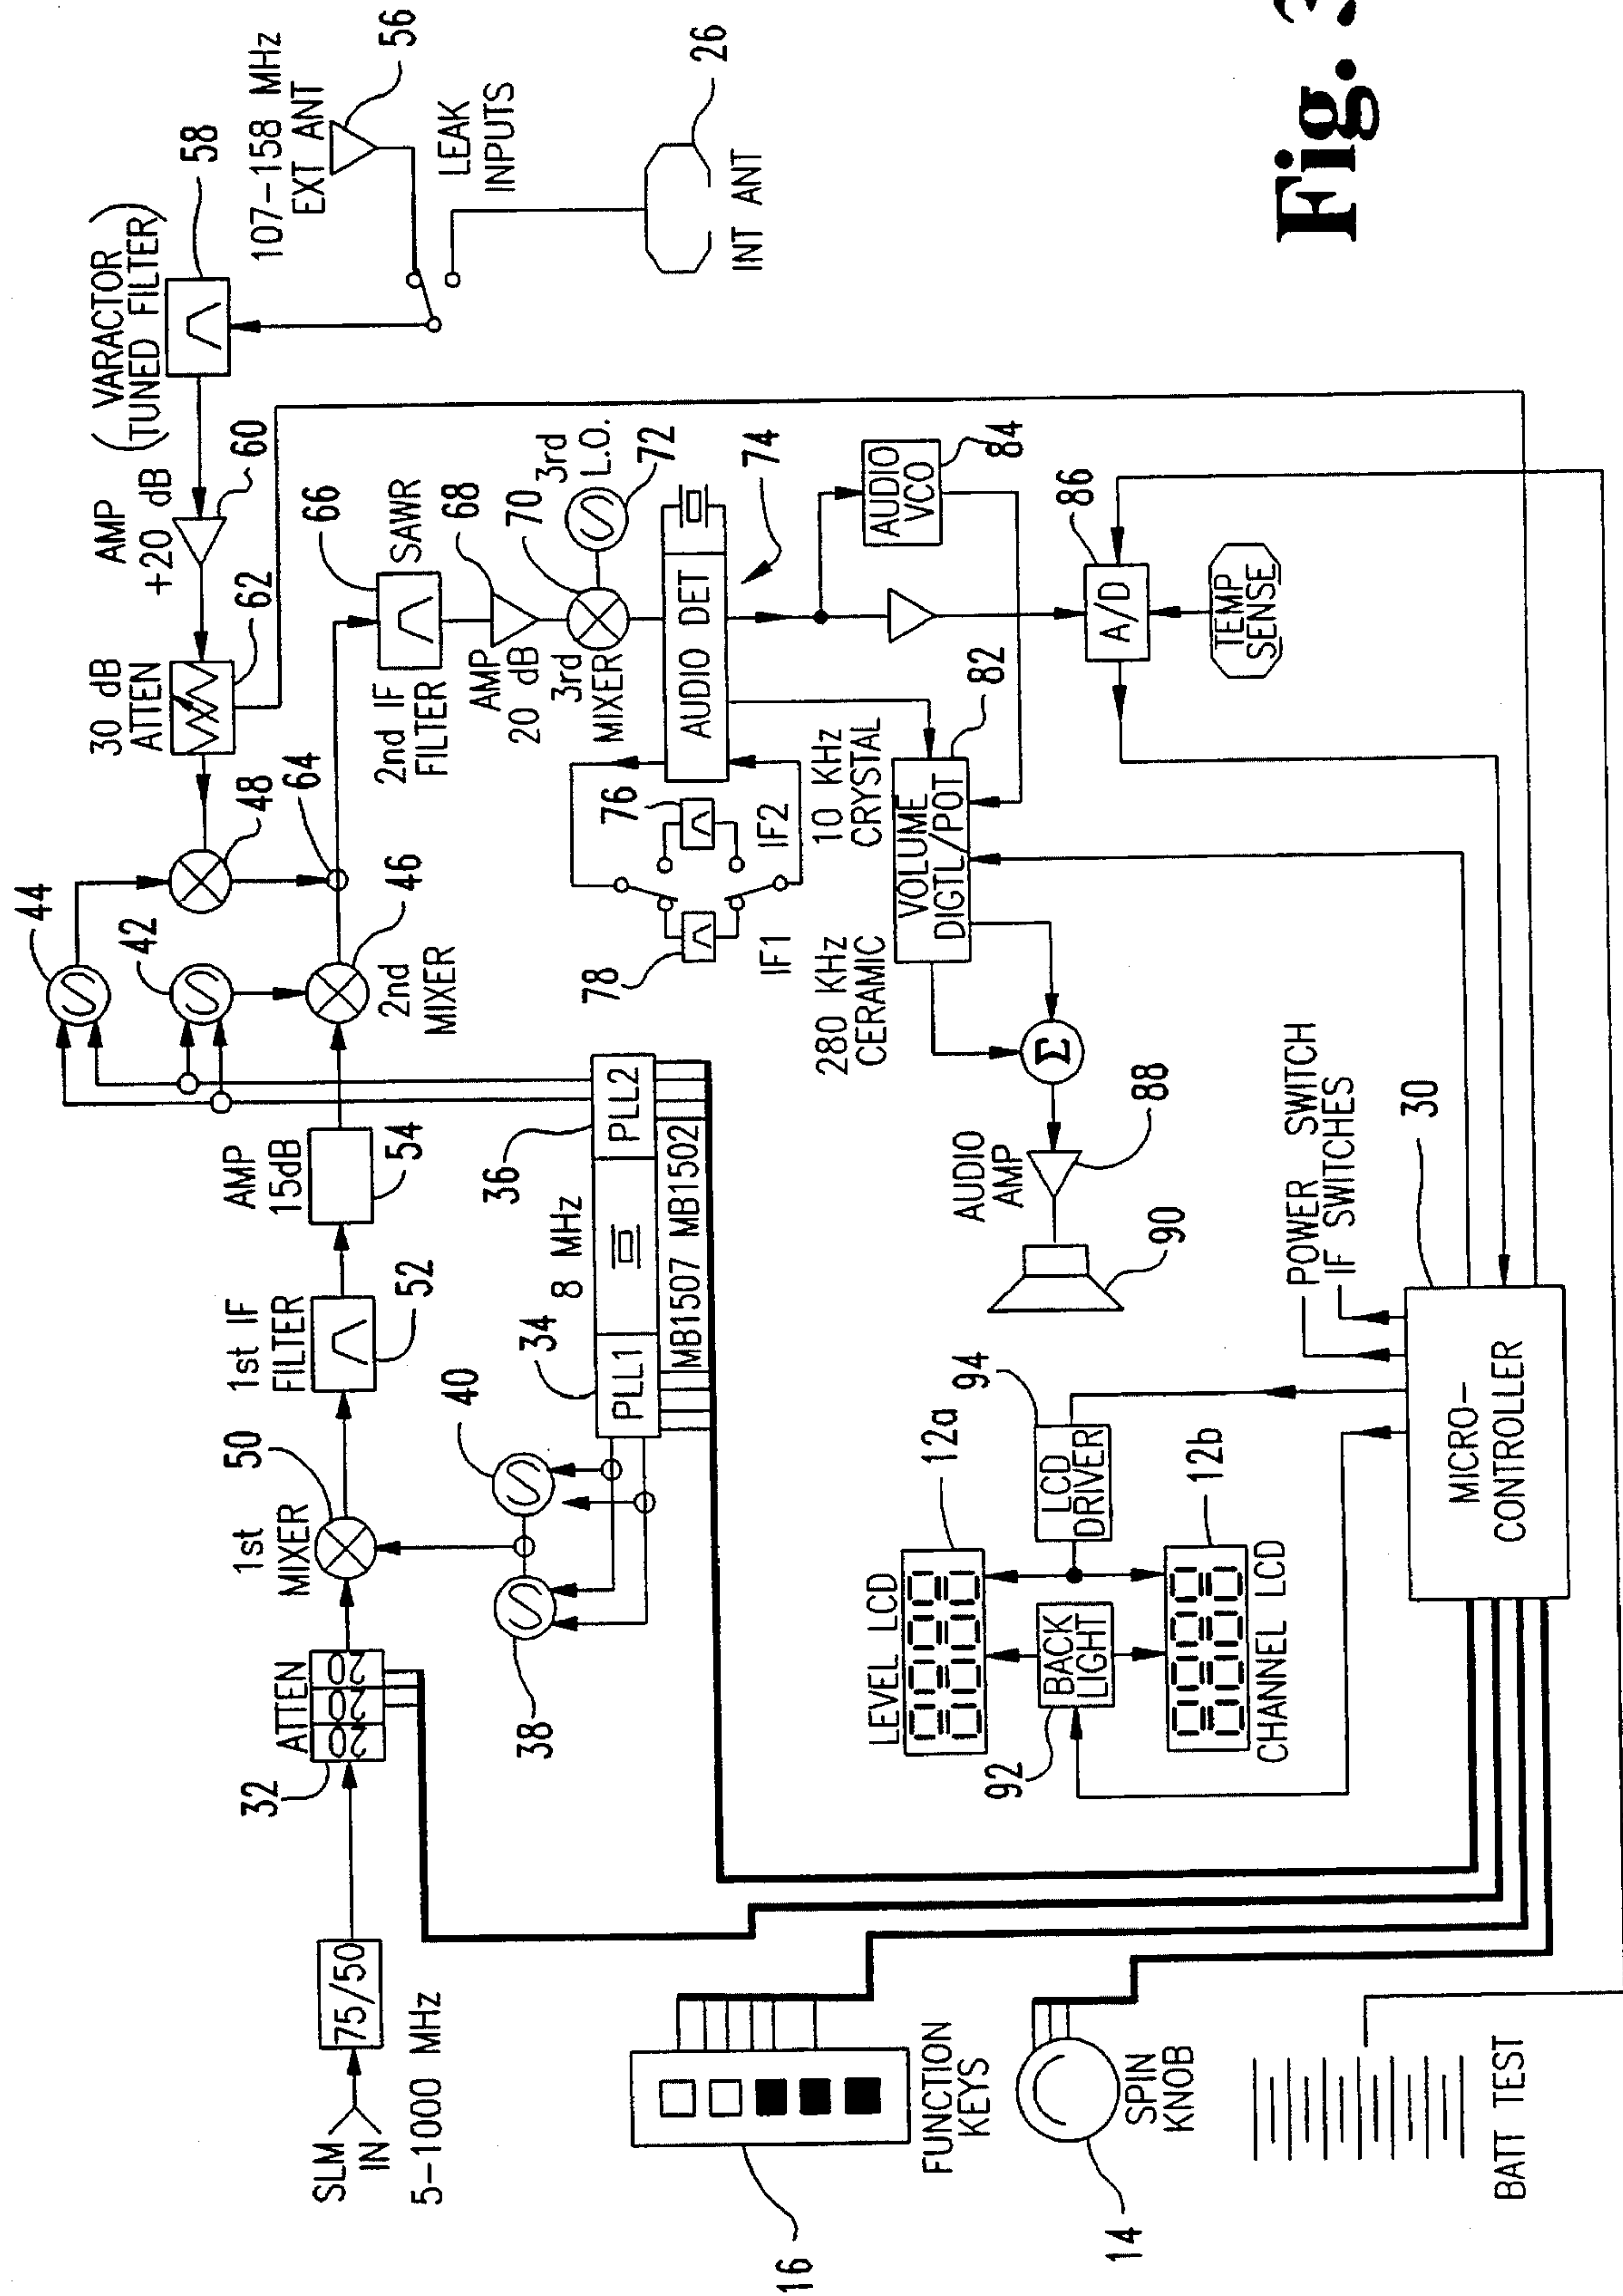 44
58
107-158 MHz
EXT ANT
56
(VARACTOR
TUNED FILTER)
AMP
+20 dB
60
30 dB
ATTEN
62
48
64
42
LEAK
INPUTS
26
INT ANT
SLM
IN
5-1000 MHz
75/50
32
ATTEN
20 20 20
1st
MIXER
50
1st IF
FILTER
52
AMP
15dB
54
2nd
MIXER
46
2nd IF
FILTER
66
SAWR
AMP
20 dB
68
3rd
MIXER
70
3rd
L.O.
72
38
40
34
PLL1
8 MHz
36
PLL2
MB1507 MB1502
78
76
IF1
IF2
280 KHz
CERAMIC
10 KHz
CRYSTAL
AUDIO DET
74
AUDIO
VCO
84
VOLUME
DIGTL/POT
82
Σ
AUDIO
AMP
88
90
A/D
86
TEMP
SENSE
16
FUNCTION
KEYS
14
SPIN
KNOB
BATT TEST
LEVEL LCD
12a
BACK
LIGHT
92
LCD
DRIVER
94
12b
CHANNEL LCD
POWER SWITCH
IF SWITCHES
30
MICRO-
CONTROLLER
Fig.